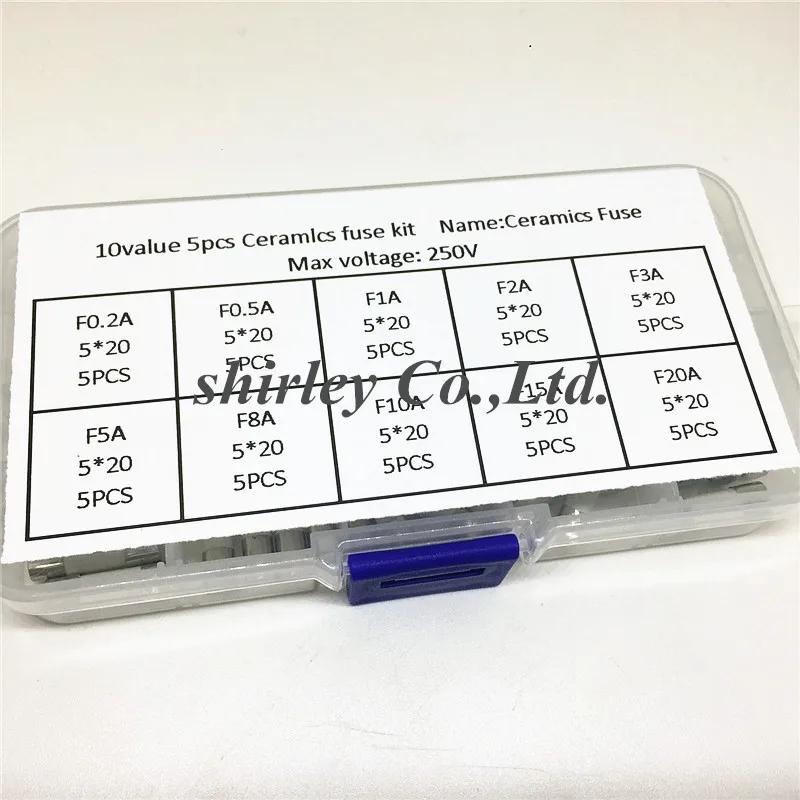 10value 5pcs Ceramlcs fuse kit Name:Ceramics Fuse
Max voltage: 250V
F0.2A
5*20
5PCS
F0.5A
5*20
5PCS
F1A
5*20
5PCS
F2A
5*20
5PCS
F3A
5*20
5PCS
shirley Co.,Ltd.
F5A
5*20
5PCS
F8A
5*20
5PCS
F10A
5*20
5PCS
5*20
5PCS
F20A
5*20
5PCS